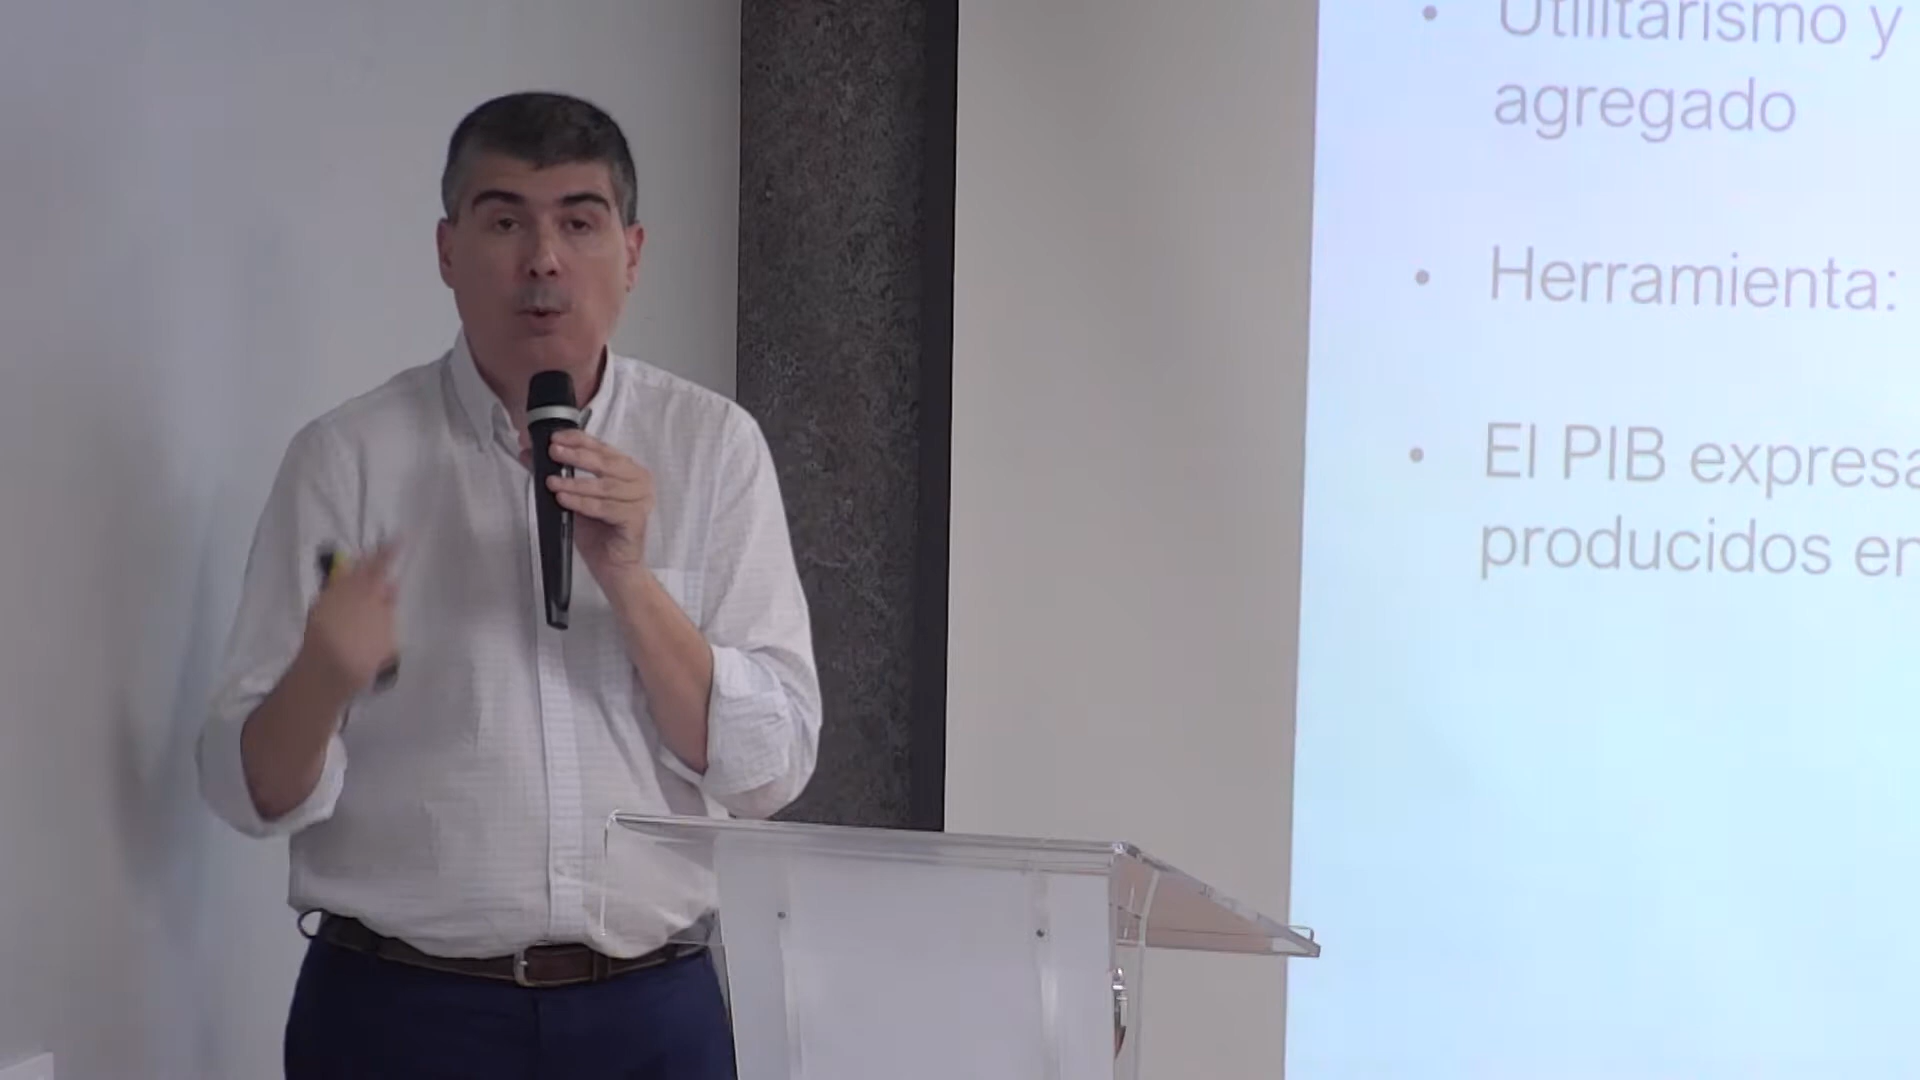 • Utilitarismo y
agregado
• Herramienta:
• El PIB expresa
producidos en